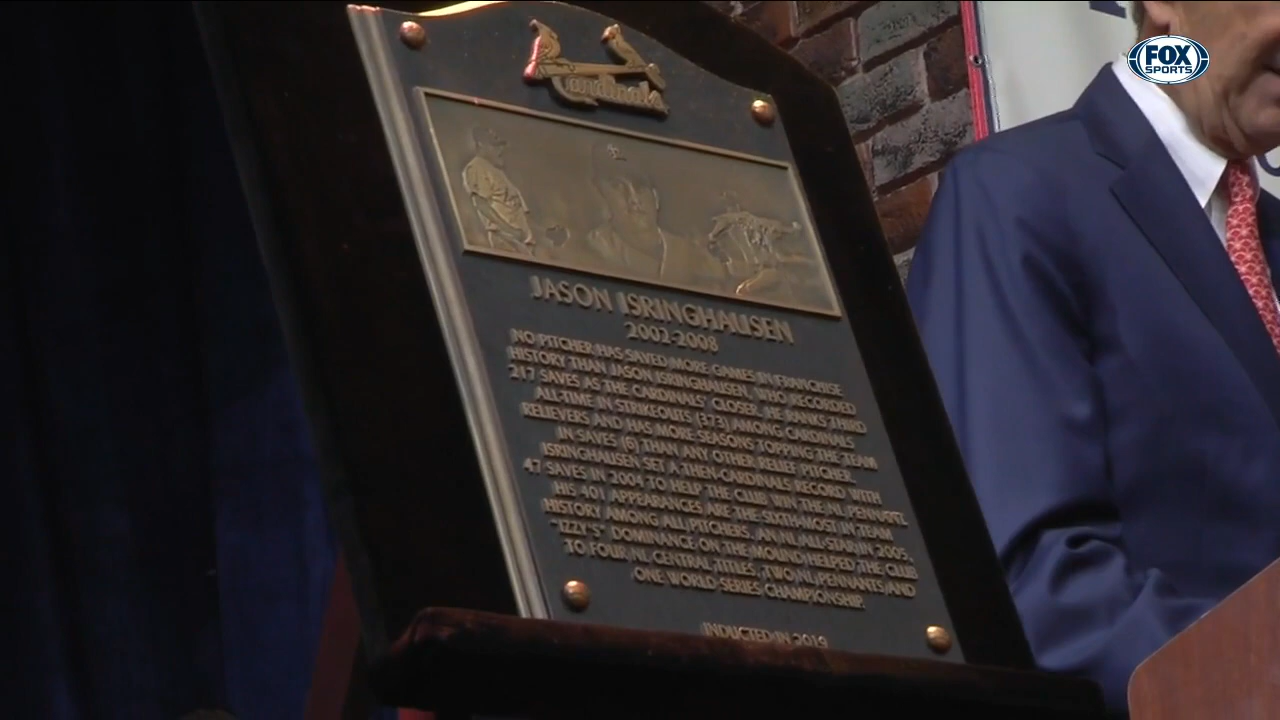 FOX
SPORTS
Cardinals
JASON ISRINGHAUSEN
2002-2008
NO PITCHER HAS SAVED MORE GAMES IN FRANCHISE
HISTORY THAN JASON ISRINGHAUSEN, WHO RECORDED
217 SAVES AS THE CARDINALS' CLOSER. HE RANKS THIRD
ALL-TIME IN STRIKEOUTS (373) AMONG CARDINALS
RELIEVERS AND HAS MORE SEASONS TOPPING THE TEAM
IN SAVES (6) THAN ANY OTHER RELIEF PITCHER.
ISRINGHAUSEN SET A THEN-CARDINALS RECORD WITH
47 SAVES IN 2004 TO HELP THE CLUB WIN THE NL PENNANT.
HIS 401 APPEARANCES ARE THE SIXTH-MOST IN TEAM
HISTORY AMONG ALL PITCHERS. AN NL ALL-STAR IN 2005,
"IZZY'S" DOMINANCE ON THE MOUND HELPED THE CLUB
TO FOUR NL CENTRAL TITLES, TWO NL PENNANTS AND
ONE WORLD SERIES CHAMPIONSHIP.
INDUCTED IN 2019